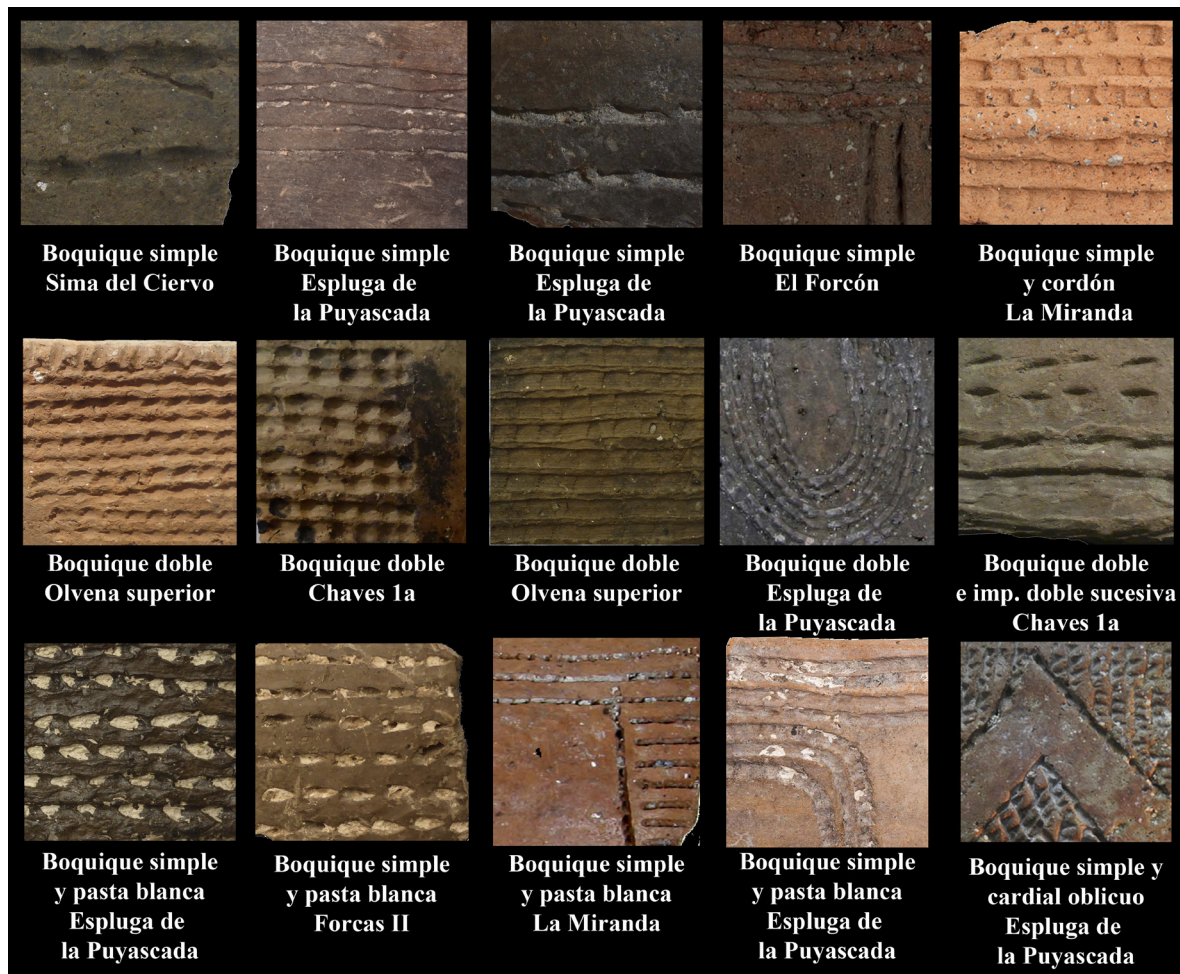 Boquique simple
Sima del Ciervo
Boquique simple
Espluga de
la Puyascada
Boquique simple
Espluga de
la Puyascada
Boquique simple
El Forcón
Boquique simple
y cordón
La Miranda
Boquique doble
Olvena superior
Boquique doble
Chaves 1a
Boquique doble
Olvena superior
Boquique doble
Espluga de
la Puyascada
Boquique doble
e imp. doble sucesiva
Chaves 1a
Boquique simple
y pasta blanca
Espluga de
la Puyascada
Boquique simple
y pasta blanca
Forcas II
Boquique simple
y pasta blanca
La Miranda
Boquique simple
y pasta blanca
Espluga de
la Puyascada
Boquique simple y
cardial oblicuo
Espluga de
la Puyascada